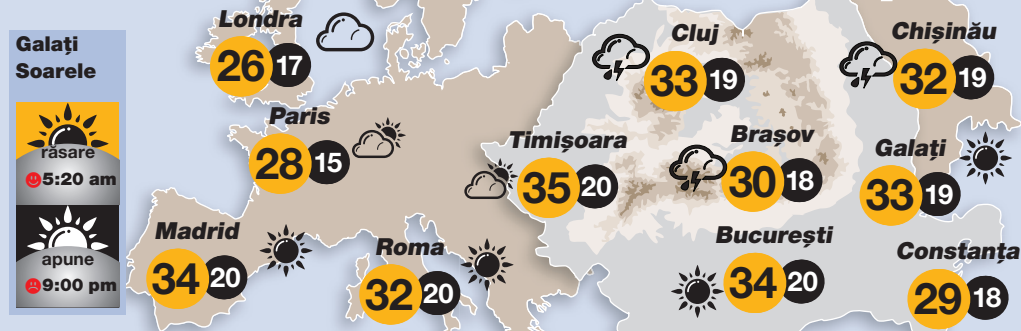 Galați
Soarele
răsare
5:20 am
apune
9:00 pm
Londra
26 17
Paris
28 15
Madrid
34 20
Roma
32 20
Timișoara
35 20
Cluj
33 19
Brașov
30 18
București
34 20
Chișinău
32 19
Galați
33 19
Constanța
29 18